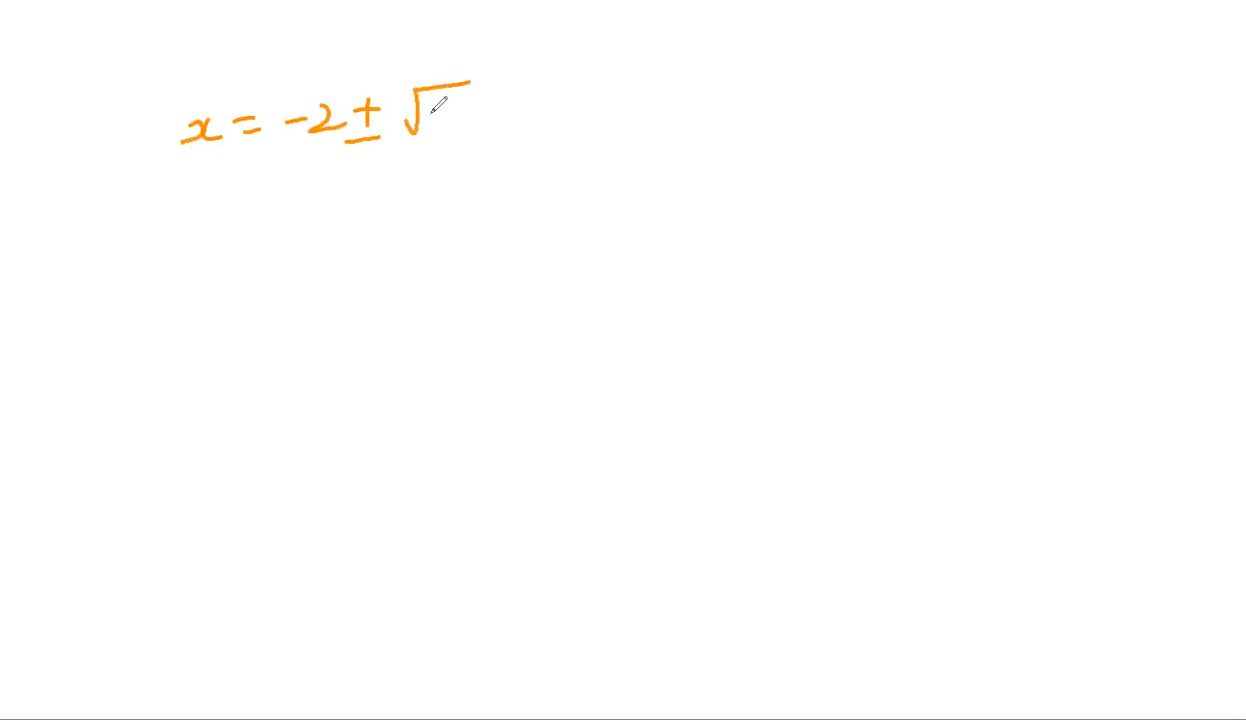 x = -2 ± √